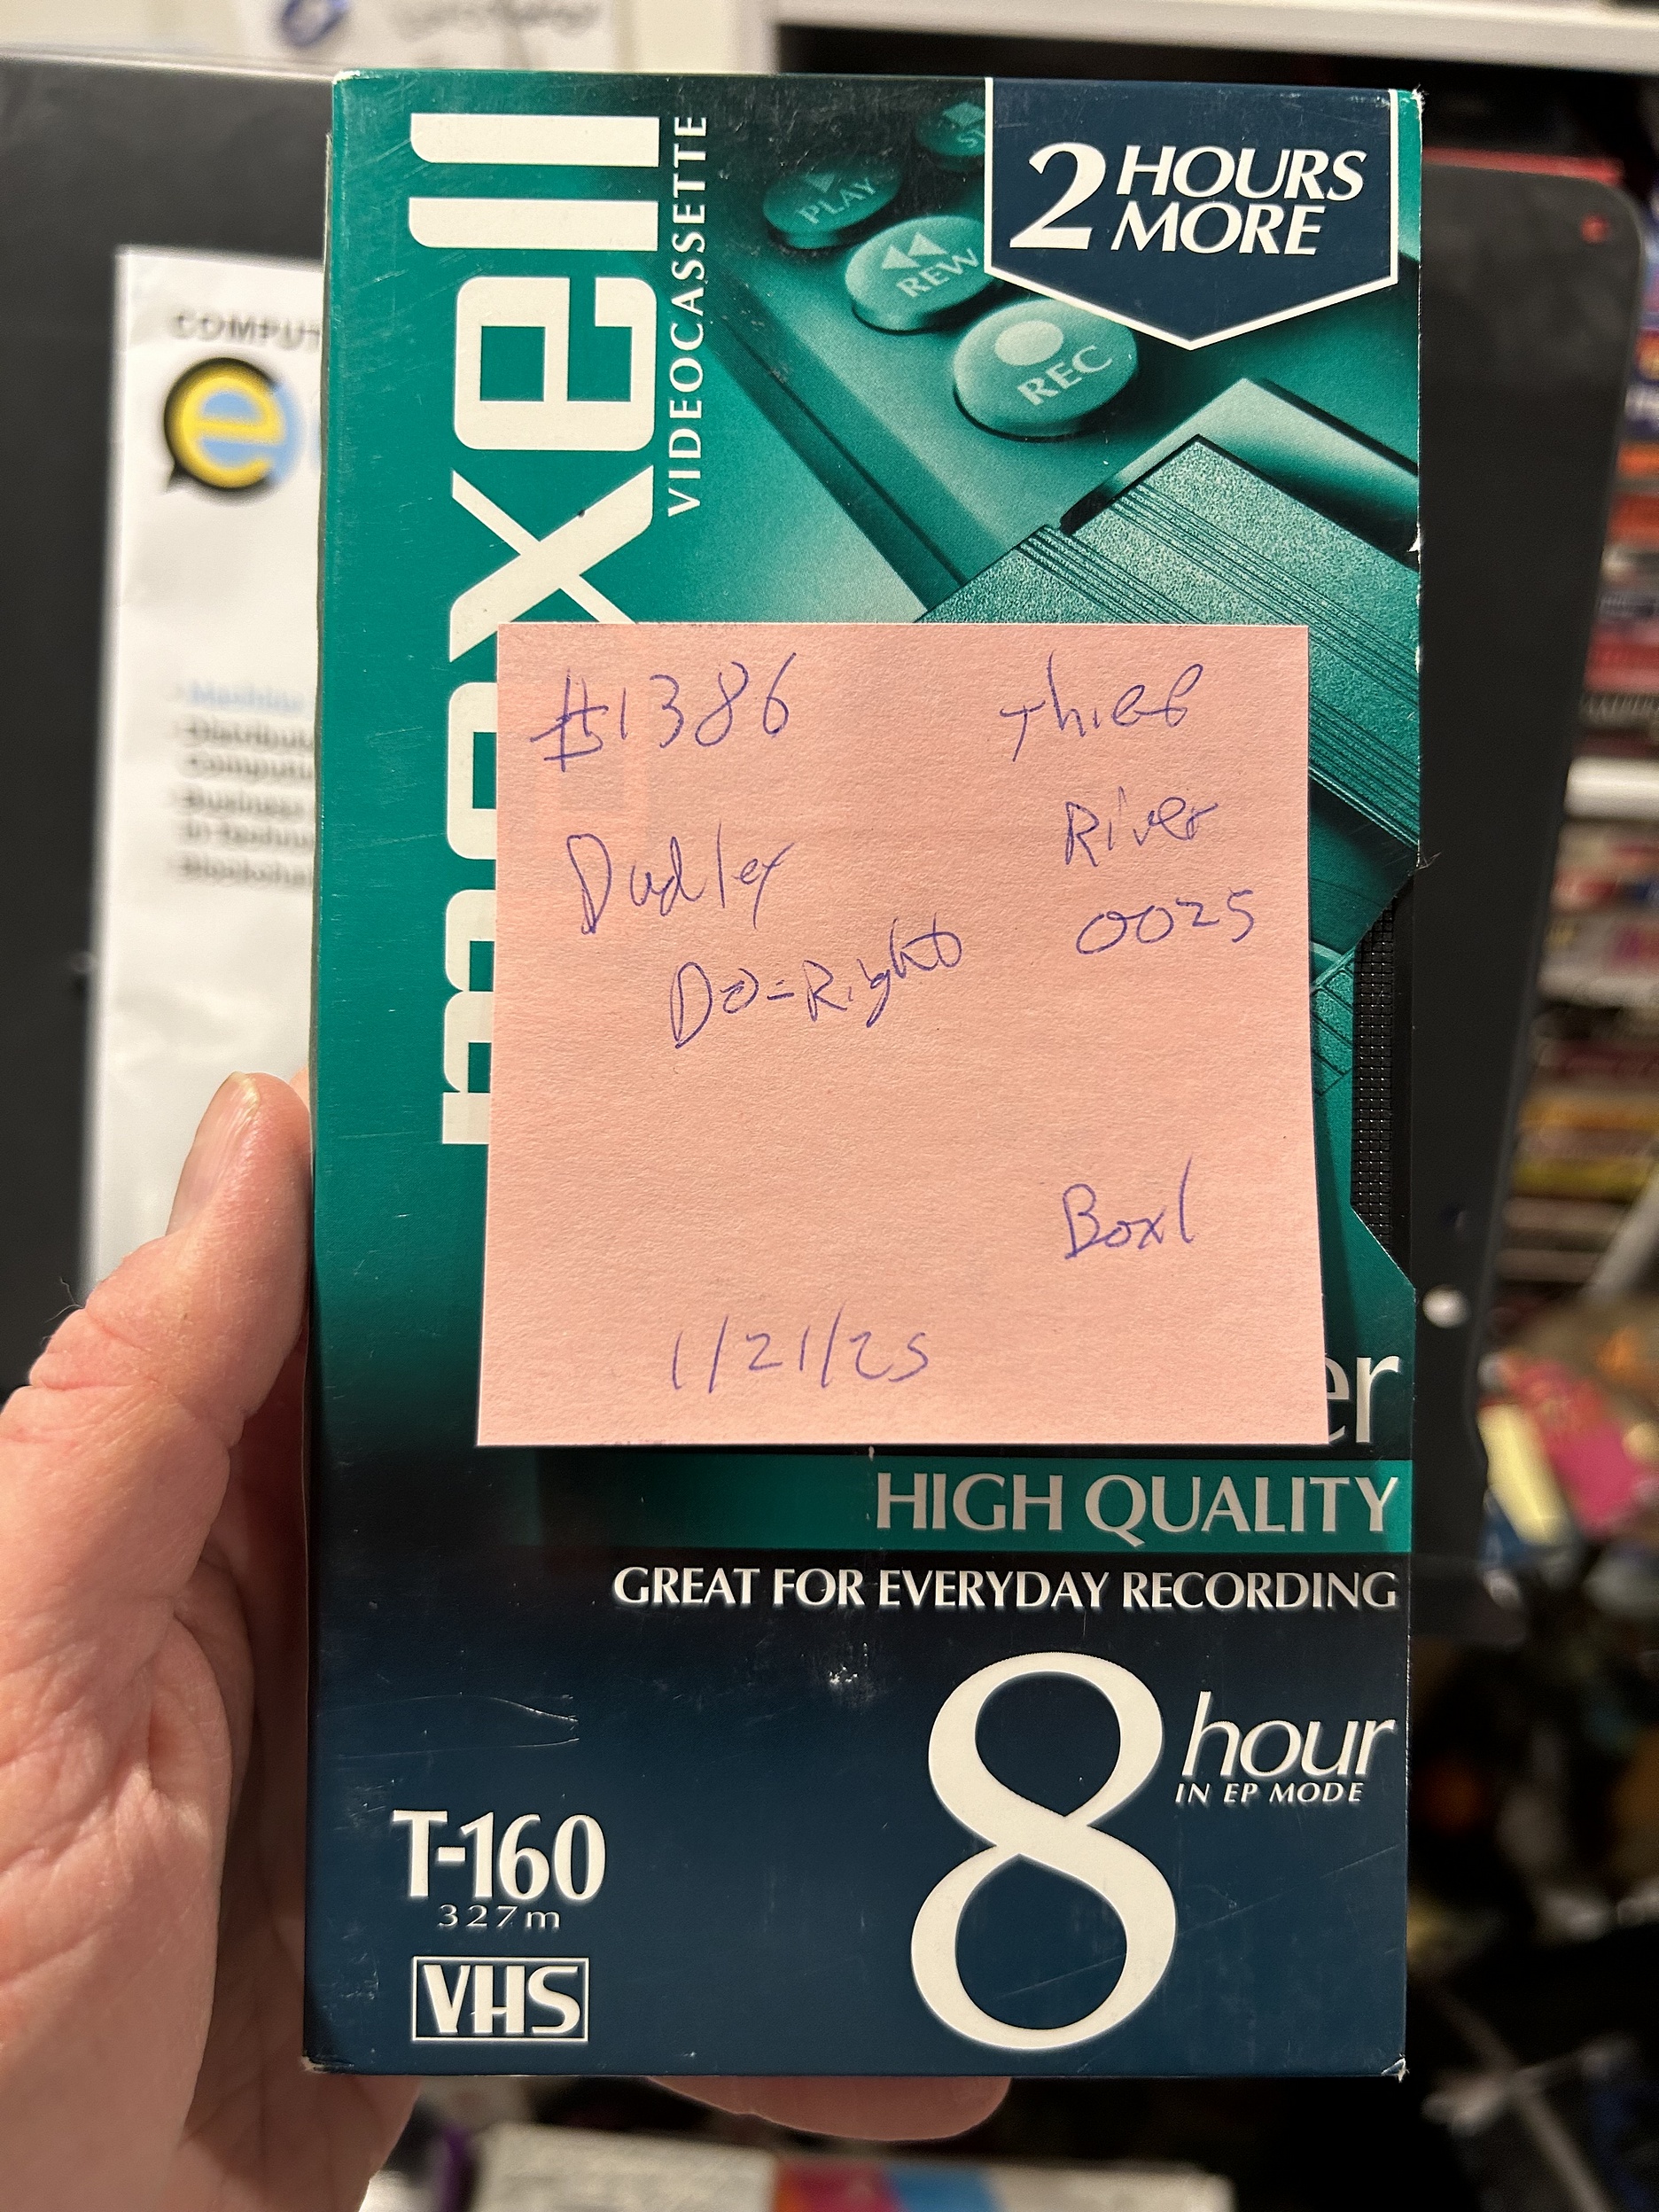 maxell
VIDEOCASSETTE
PLAY
REW
REC
2 HOURS
MORE
#1386
Dudley
Do=Right
Thief
River
0025
Box1
1/21/25
HIGH QUALITY
GREAT FOR EVERYDAY RECORDING
8 hour
IN EP MODE
T-160
327m
VHS